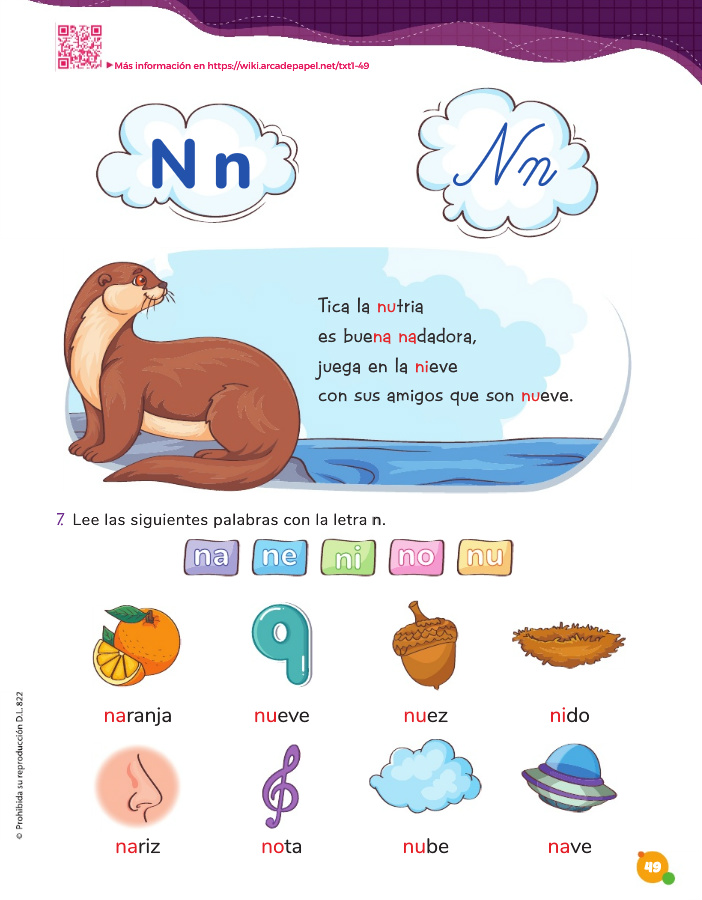 ▶Más información en https://wiki.arcadepapel.net/txt1-49
N n
N n
Tica la nutria
es buena nadadora,
juega en la nieve
con sus amigos que son nueve.
7. Lee las siguientes palabras con la letra n.
na ne ni no nu
9
naranja nueve nuez nido
nariz nota nube nave
© Prohibida su reproducción D.L. 822
49